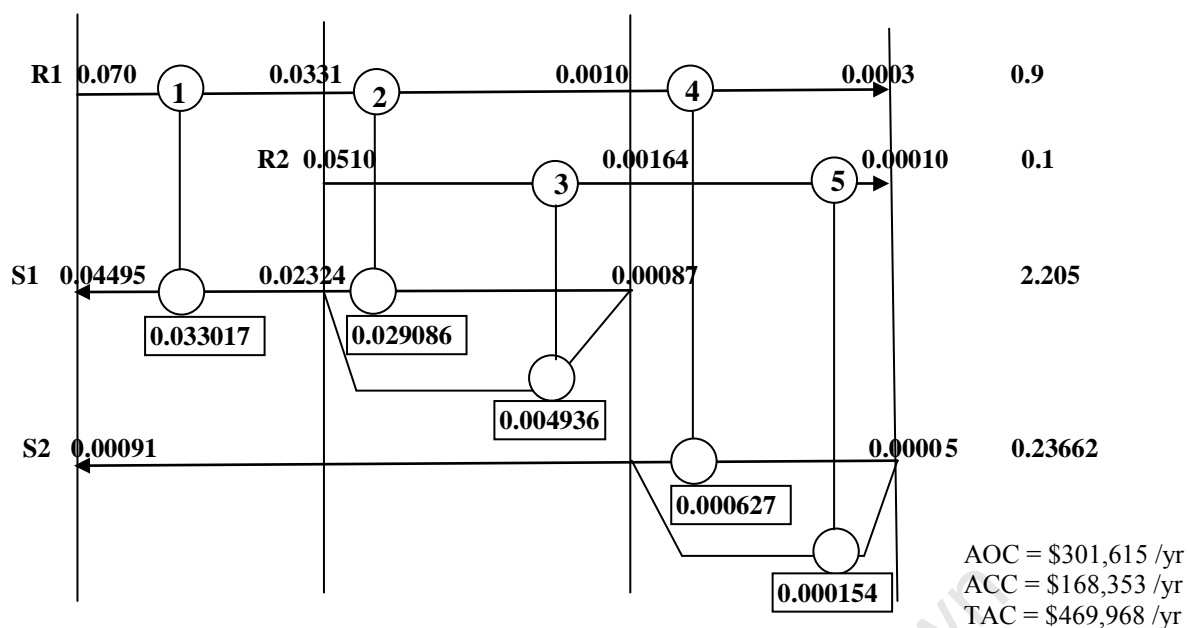 R1 0.070 1 0.0331 2 0.0010 4 0.0003 0.9
R2 0.0510 3 0.00164 5 0.00010 0.1
S1 0.04495 0.02324 0.00087 2.205
0.033017 0.029086
0.004936
S2 0.00091 0.00005 0.23662
0.000627
0.000154
AOC = $301,615 /yr
ACC = $168,353 /yr
TAC = $469,968 /yr